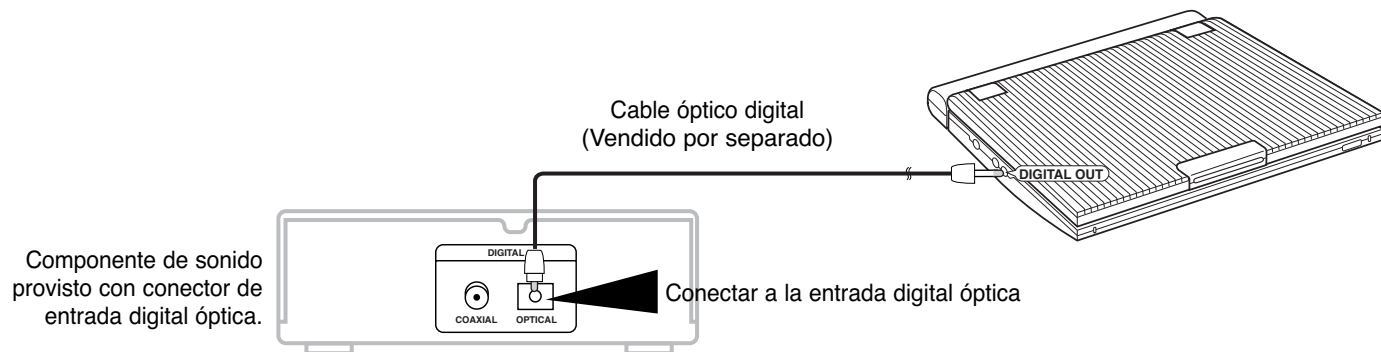 Cable óptico digital
(Vendido por separado)
DIGITAL OUT
Componente de sonido
provisto con conector de
entrada digital óptica.
DIGITAL
COAXIAL
OPTICAL
Conectar a la entrada digital óptica